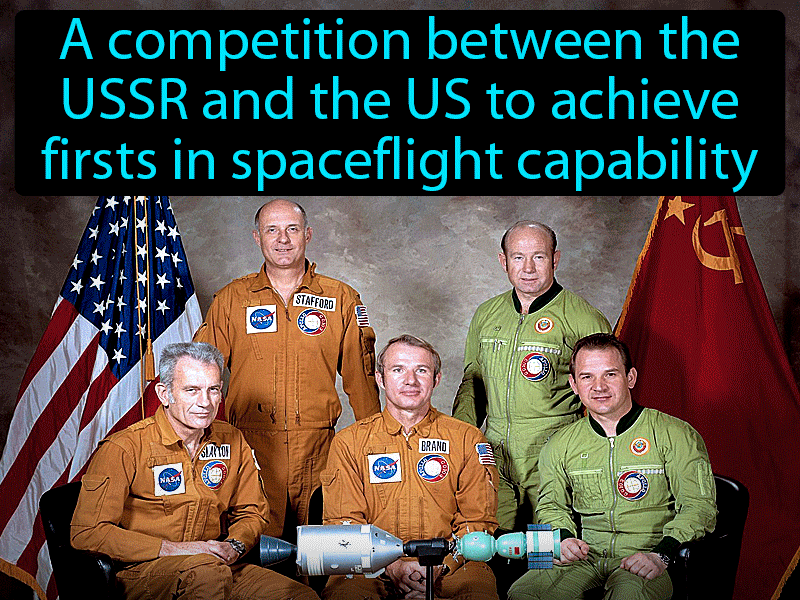 A competition between the
USSR and the US to achieve
firsts in spaceflight capability
STAFFORD
NASA
SLAYTON
BRAND
NASA
NASA